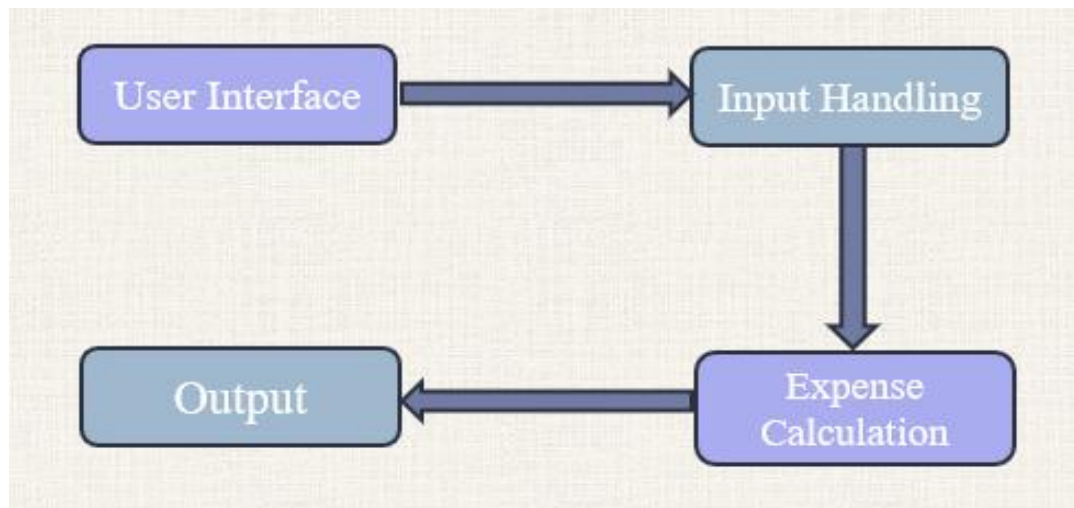 User Interface
Input Handling
Expense
Calculation
Output